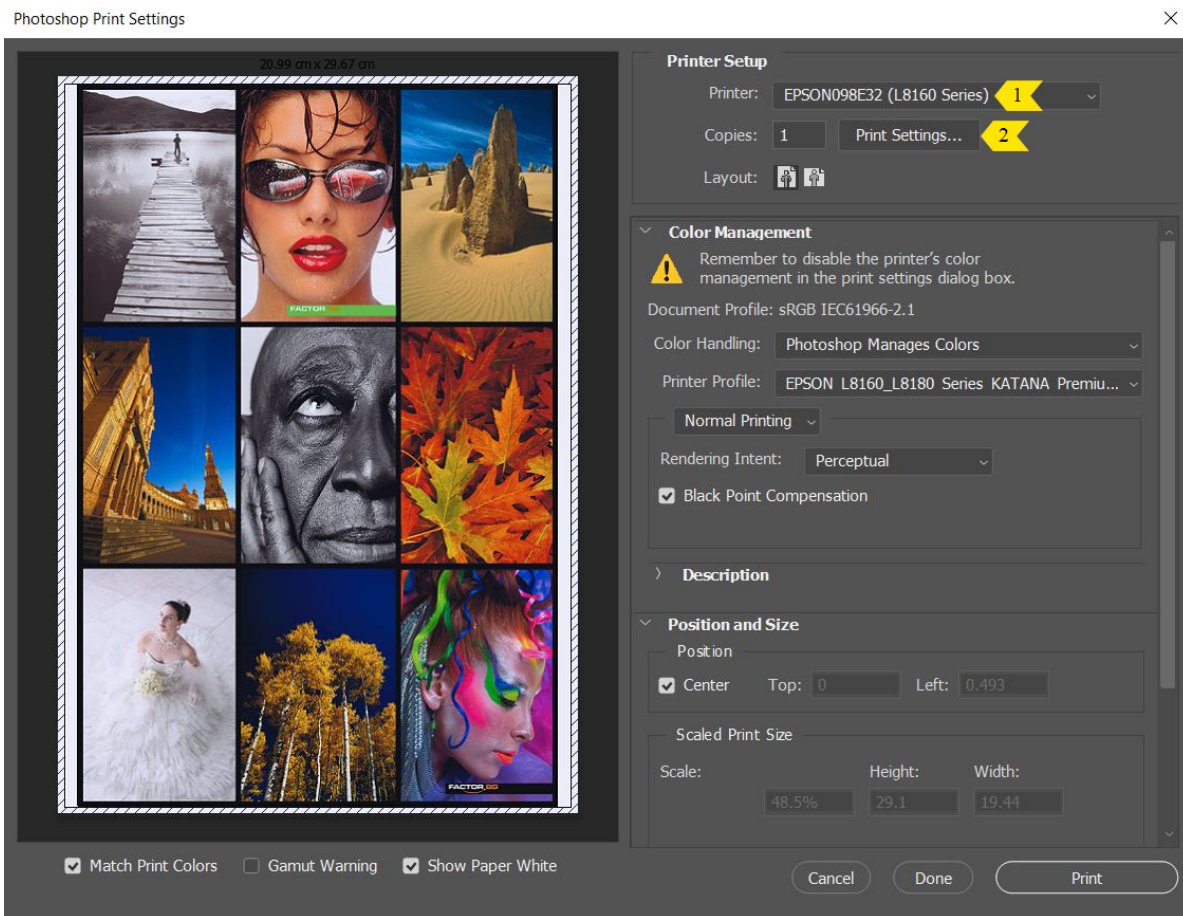 Photoshop Print Settings
20.99 cm x 29.67 cm
FACTOR.BG
FACTOR.BG
Printer Setup
Printer: EPSON098E32 (L8160 Series) 1
Copies: 1 Print Settings... 2
Layout:
Color Management
Remember to disable the printer's color
management in the print settings dialog box.
Document Profile: sRGB IEC61966-2.1
Color Handling: Photoshop Manages Colors
Printer Profile: EPSON L8160_L8180 Series KATANA Premiu...
Normal Printing
Rendering Intent: Perceptual
Black Point Compensation
Description
Position and Size
Position
Center Top: 0 Left: 0.493
Scaled Print Size
Scale: Height: Width:
48.5% 29.1 19.44
Match Print Colors Gamut Warning Show Paper White
Cancel Done Print